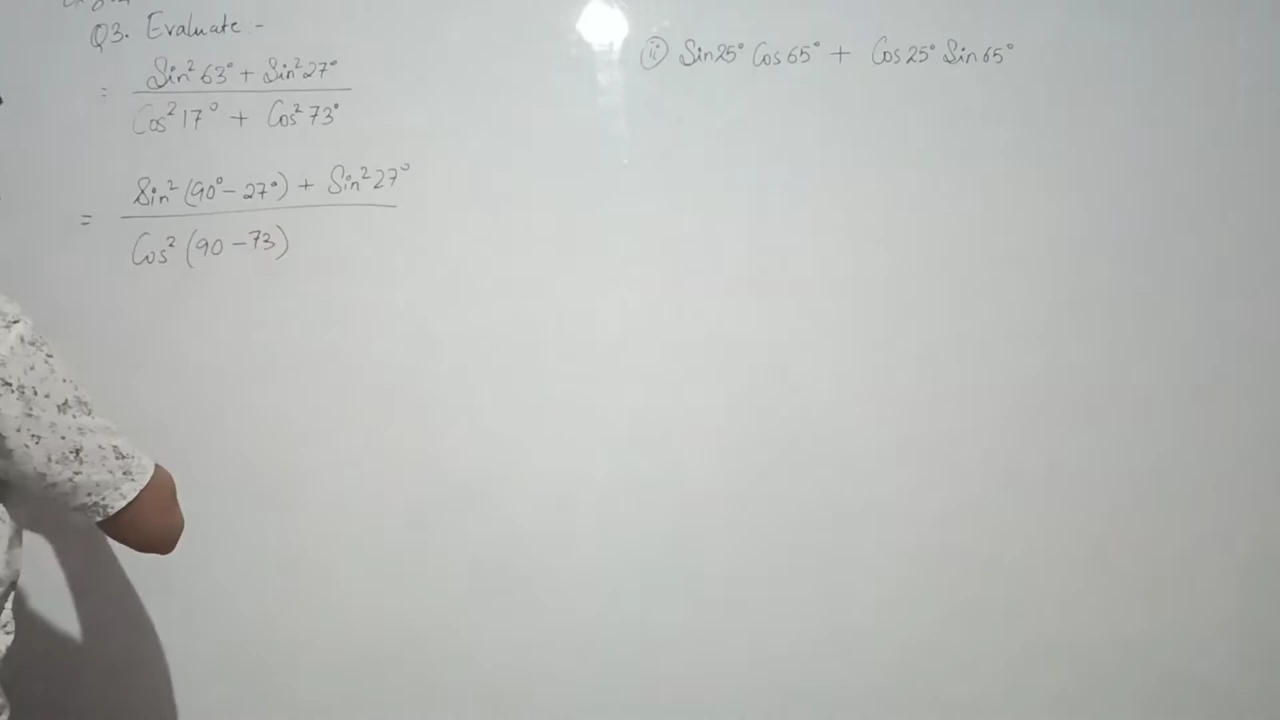 Q3. Evaluate :-
= Sin² 63° + Sin² 27°
Cos² 17° + Cos² 73°
= Sin² (90° - 27°) + Sin² 27°
Cos² (90 - 73)
(ii) Sin 25° Cos 65° + Cos 25° Sin 65°